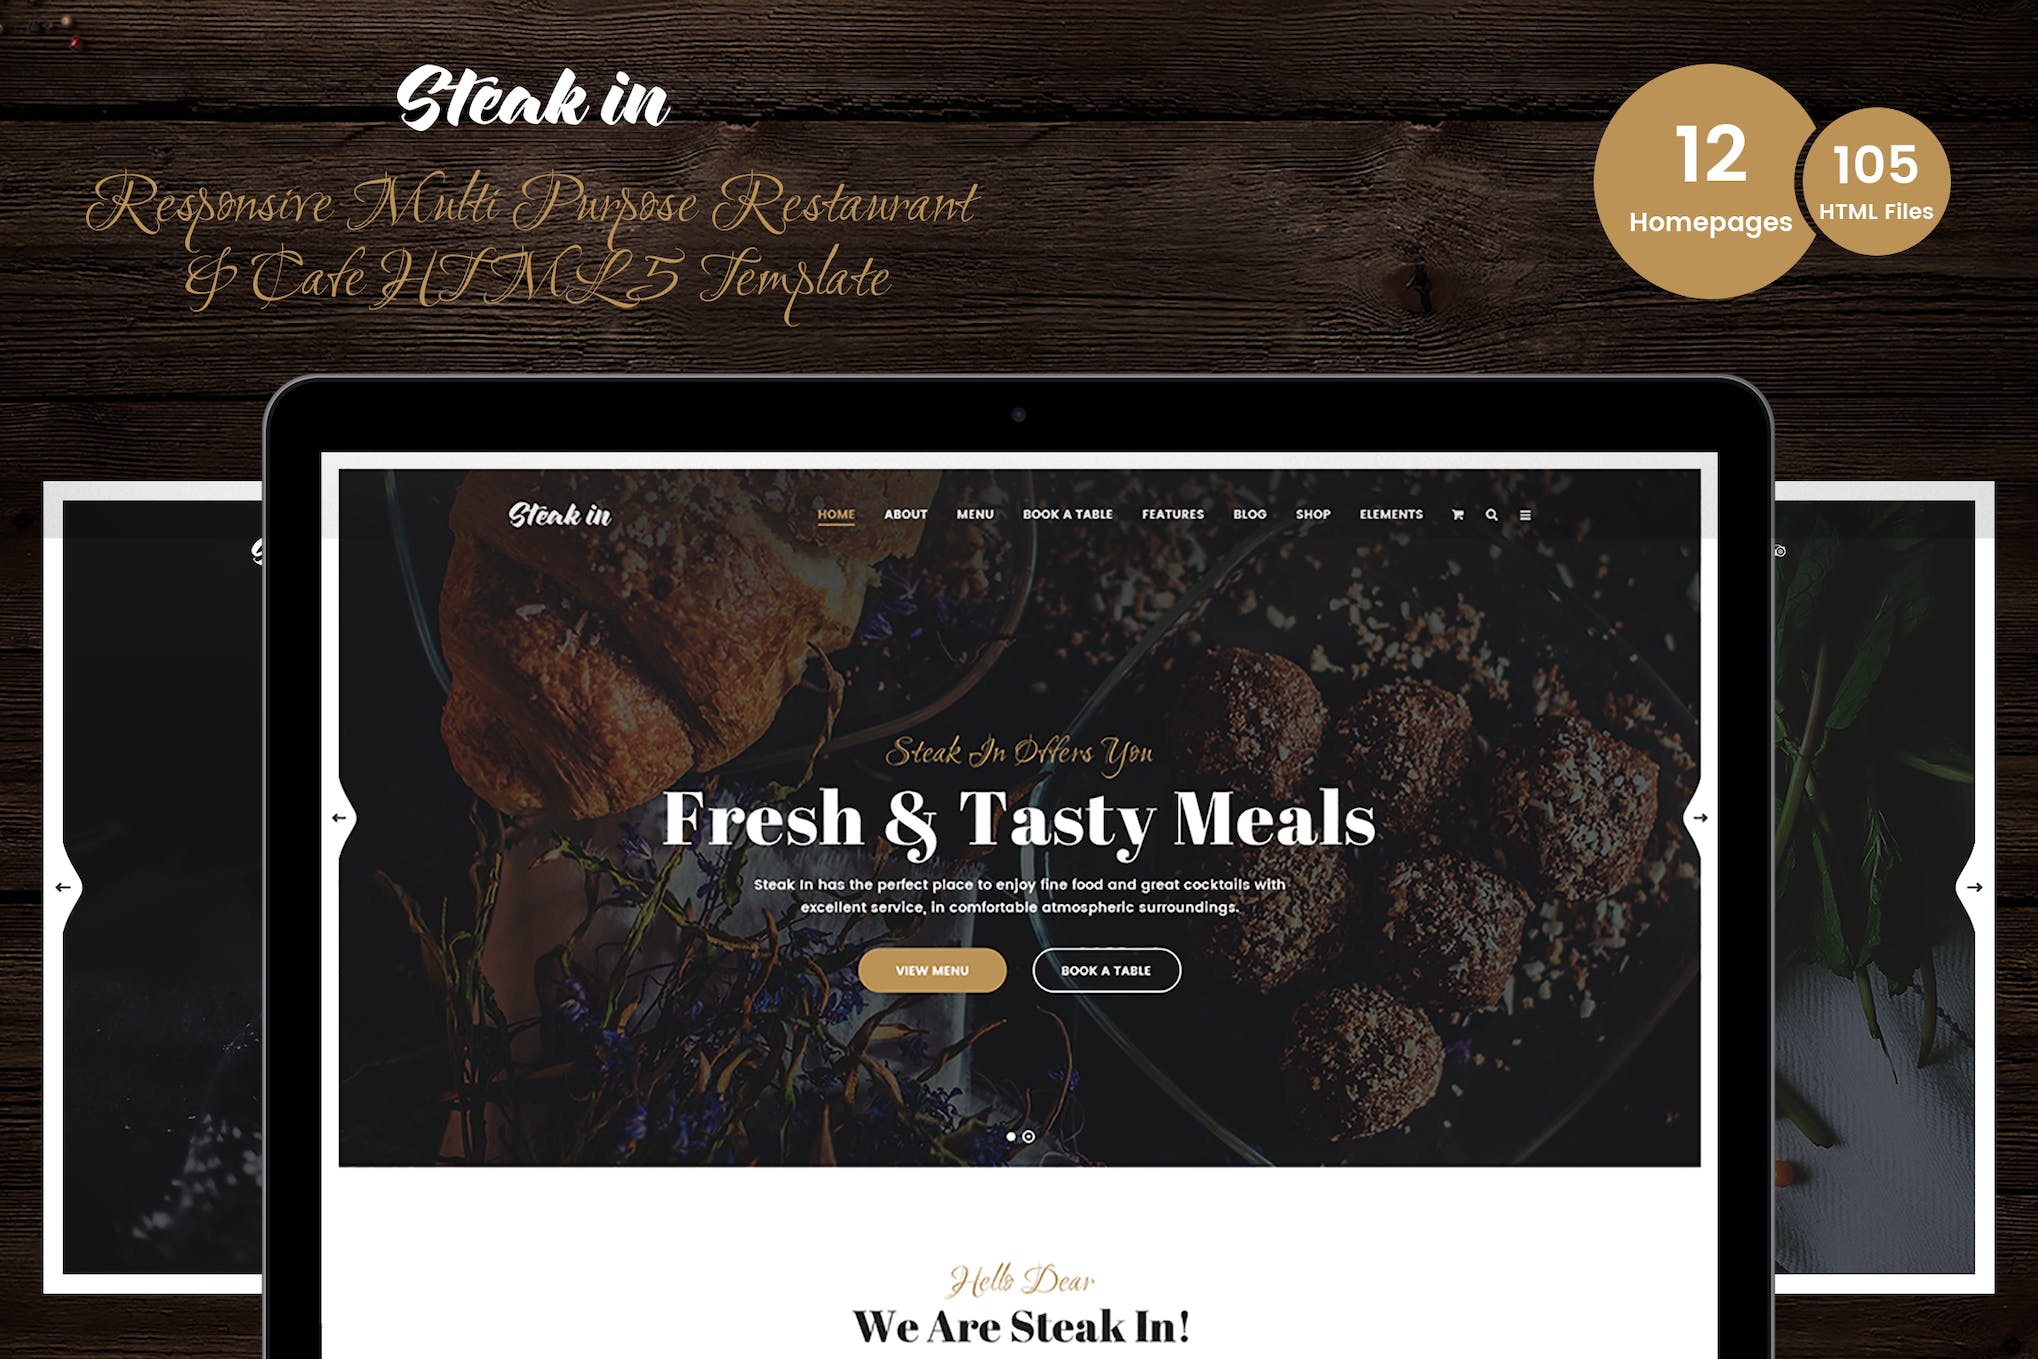 Steak in
Responsive Multi Purpose Restaurant
& Cafe HTML5 Template
12
Homepages
105
HTML Files
Steak in
HOME ABOUT MENU BOOK A TABLE FEATURES BLOG SHOP ELEMENTS
Steak In Offers You
Fresh & Tasty Meals
Steak In has the perfect place to enjoy fine food and great cocktails with
excellent service, in comfortable atmospheric surroundings.
VIEW MENU BOOK A TABLE
Hello Dear
We Are Steak In!